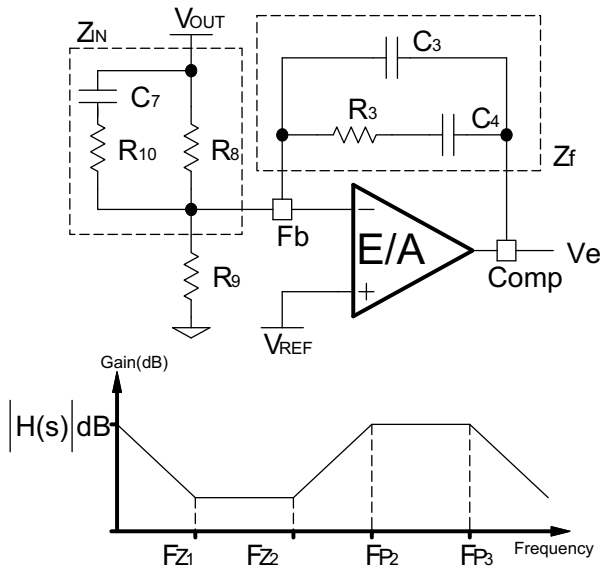 ZIN
VOUT
C7
R10
R8
C3
R3
C4
Zf
Fb
−
E/A
+
Ve
Comp
R9
VREF
Gain(dB)
|H(s)|dB
FZ1
FZ2
FP2
FP3
Frequency